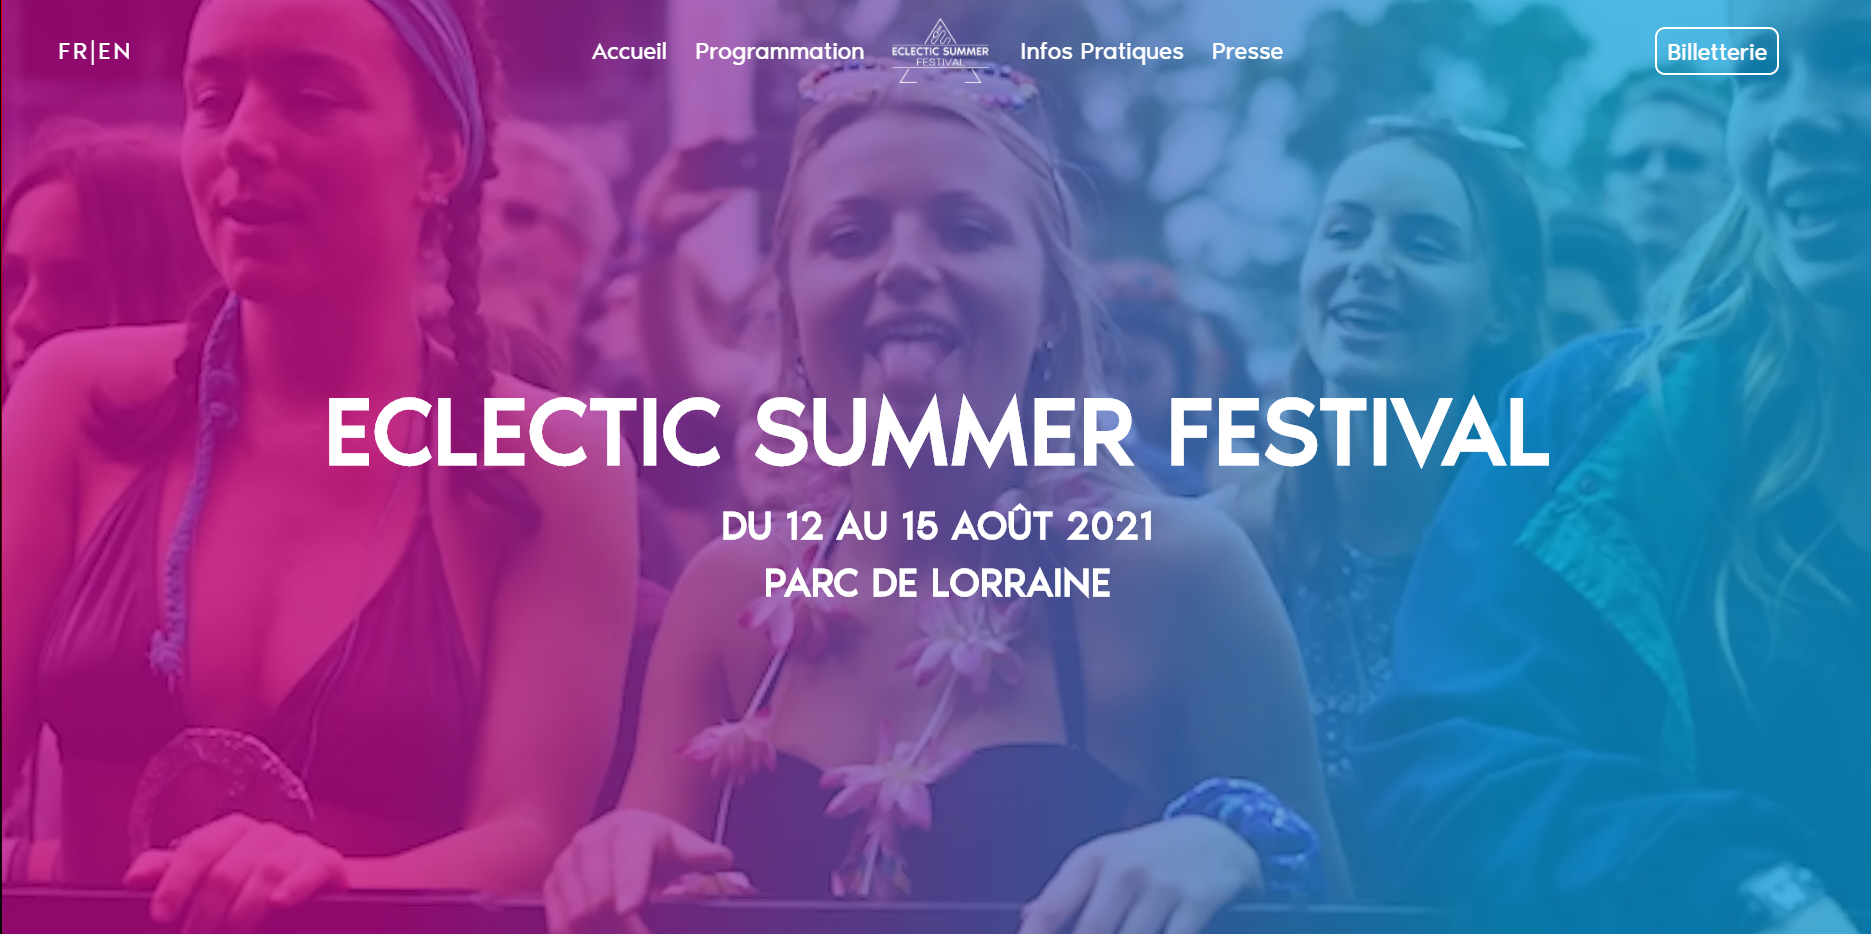 FR|EN
Accueil
Programmation
ECLECTIC SUMMER
FESTIVAL
Infos Pratiques
Presse
Billetterie
ECLECTIC SUMMER FESTIVAL
DU 12 AU 15 AOÛT 2021
PARC DE LORRAINE